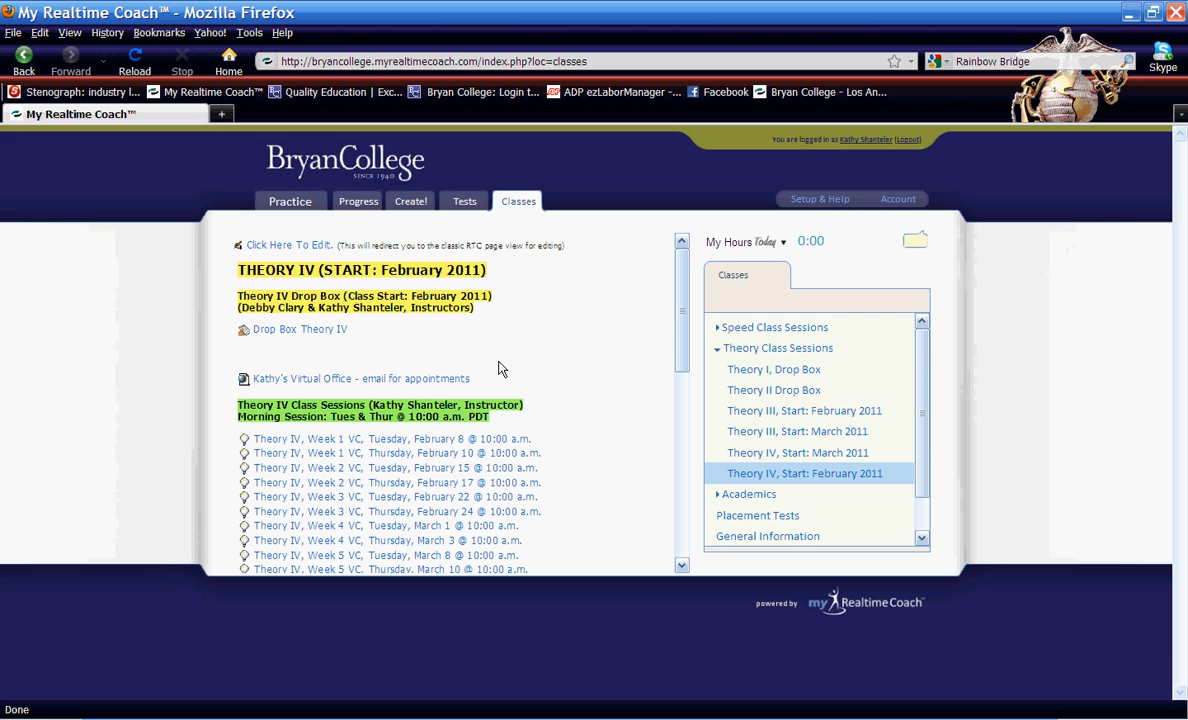 My Realtime Coach™ - Mozilla Firefox
File Edit View History Bookmarks Yahoo! Tools Help
Back Forward Reload Stop Home http://bryancollege.myrealtimecoach.com/index.php?loc=classes Rainbow Bridge Skype
Stenograph: industry l... My Realtime Coach™ Quality Education | Exc... Bryan College: Login t... ADP ezLaborManager -... Facebook Bryan College - Los An...
My Realtime Coach™
You are logged in as Kathy Shanteler (Logout)
BryanCollege
SINCE 1940
Practice Progress Create! Tests Classes Setup & Help Account
Click Here To Edit. (This will redirect you to the classic RTC page view for editing)
THEORY IV (START: February 2011)
Theory IV Drop Box (Class Start: February 2011)
(Debby Clary & Kathy Shanteler, Instructors)
Drop Box Theory IV
Kathy's Virtual Office - email for appointments
Theory IV Class Sessions (Kathy Shanteler, Instructor)
Morning Session: Tues & Thur @ 10:00 a.m. PDT
Theory IV, Week 1 VC, Tuesday, February 8 @ 10:00 a.m.
Theory IV, Week 1 VC, Thursday, February 10 @ 10:00 a.m.
Theory IV, Week 2 VC, Tuesday, February 15 @ 10:00 a.m.
Theory IV, Week 2 VC, Thursday, February 17 @ 10:00 a.m.
Theory IV, Week 3 VC, Tuesday, February 22 @ 10:00 a.m.
Theory IV, Week 3 VC, Thursday, February 24 @ 10:00 a.m.
Theory IV, Week 4 VC, Tuesday, March 1 @ 10:00 a.m.
Theory IV, Week 4 VC, Thursday, March 3 @ 10:00 a.m.
Theory IV, Week 5 VC, Tuesday, March 8 @ 10:00 a.m.
Theory IV, Week 5 VC, Thursday, March 10 @ 10:00 a.m.
My Hours Today 0:00
Classes
Speed Class Sessions
Theory Class Sessions
Theory I, Drop Box
Theory II Drop Box
Theory III, Start: February 2011
Theory III, Start: March 2011
Theory IV, Start: March 2011
Theory IV, Start: February 2011
Academics
Placement Tests
General Information
powered by my Realtime Coach™
Done